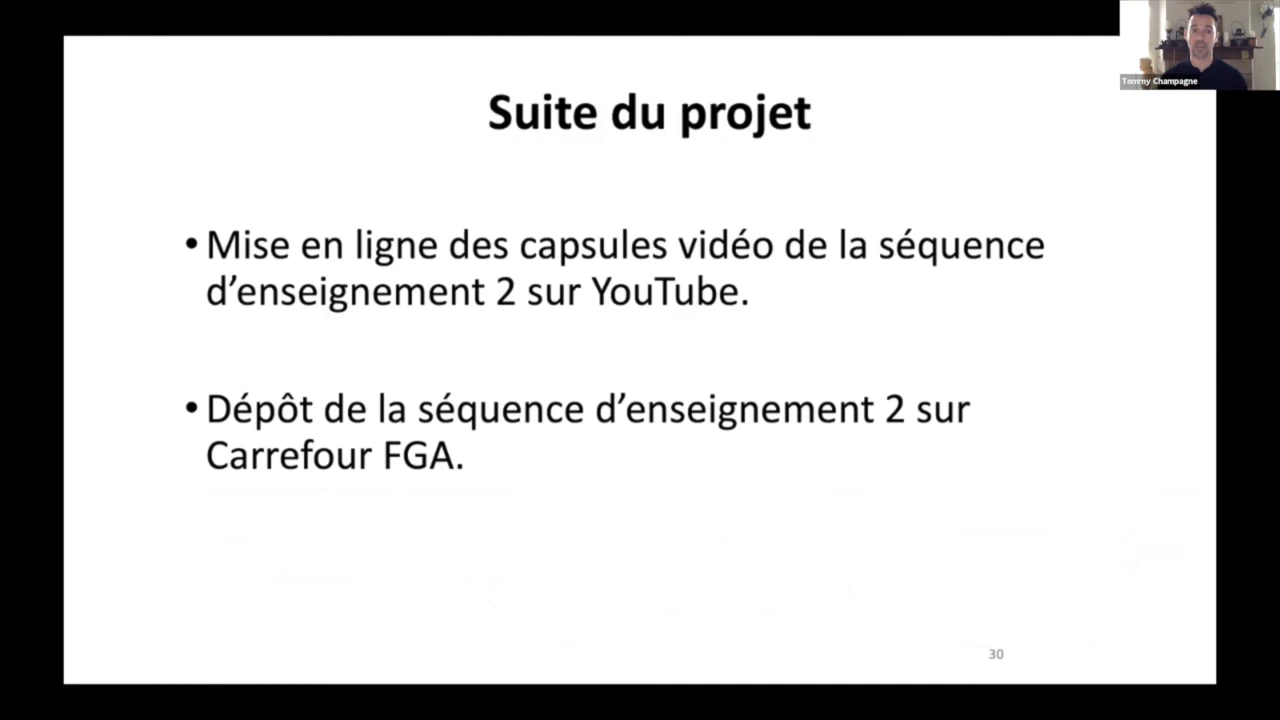 Tommy Champagne
Suite du projet
• Mise en ligne des capsules vidéo de la séquence
d’enseignement 2 sur YouTube.
• Dépôt de la séquence d’enseignement 2 sur
Carrefour FGA.
30